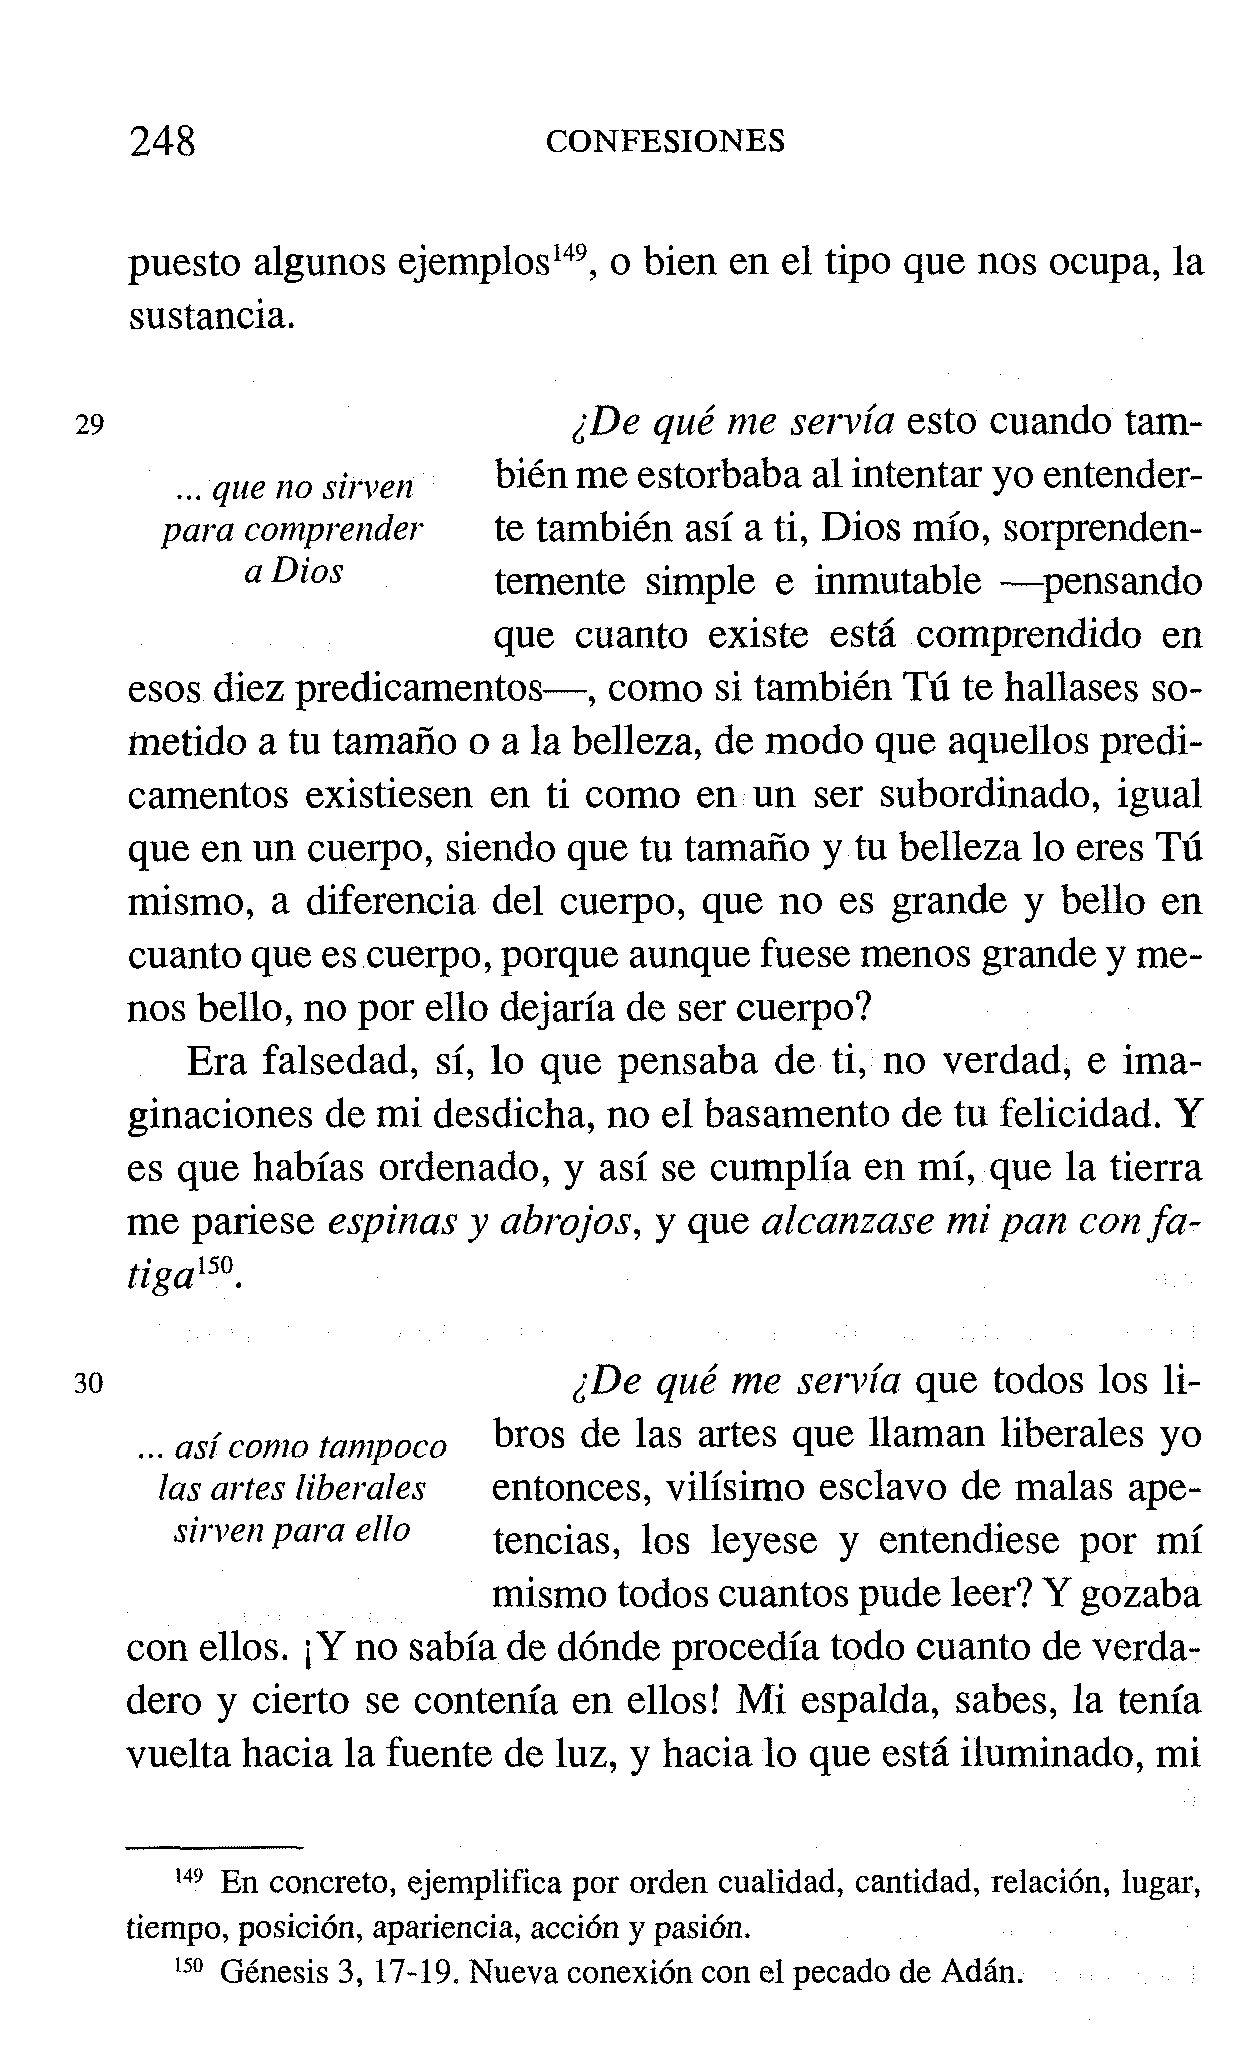 248 CONFESIONES
puesto algunos ejemplos¹⁴⁹, o bien en el tipo que nos ocupa, la
sustancia.
29
... que no sirven
para comprender
a Dios
¿De qué me servía esto cuando tam-
bién me estorbaba al intentar yo entender-
te también así a ti, Dios mío, sorprenden-
temente simple e inmutable —pensando
que cuanto existe está comprendido en
esos diez predicamentos—, como si también Tú te hallases so-
metido a tu tamaño o a la belleza, de modo que aquellos predi-
camentos existiesen en ti como en un ser subordinado, igual
que en un cuerpo, siendo que tu tamaño y tu belleza lo eres Tú
mismo, a diferencia del cuerpo, que no es grande y bello en
cuanto que es cuerpo, porque aunque fuese menos grande y me-
nos bello, no por ello dejaría de ser cuerpo?
Era falsedad, sí, lo que pensaba de ti, no verdad, e ima-
ginaciones de mi desdicha, no el basamento de tu felicidad. Y
es que habías ordenado, y así se cumplía en mí, que la tierra
me pariese espinas y abrojos, y que alcanzase mi pan con fa-
tiga¹⁵⁰.
30
... así como tampoco
las artes liberales
sirven para ello
¿De qué me servía que todos los li-
bros de las artes que llaman liberales yo
entonces, vilísimo esclavo de malas ape-
tencias, los leyese y entendiese por mí
mismo todos cuantos pude leer? Y gozaba
con ellos. ¡Y no sabía de dónde procedía todo cuanto de verda-
dero y cierto se contenía en ellos! Mi espalda, sabes, la tenía
vuelta hacia la fuente de luz, y hacia lo que está iluminado, mi
¹⁴⁹ En concreto, ejemplifica por orden cualidad, cantidad, relación, lugar,
tiempo, posición, apariencia, acción y pasión.
¹⁵⁰ Génesis 3, 17-19. Nueva conexión con el pecado de Adán.